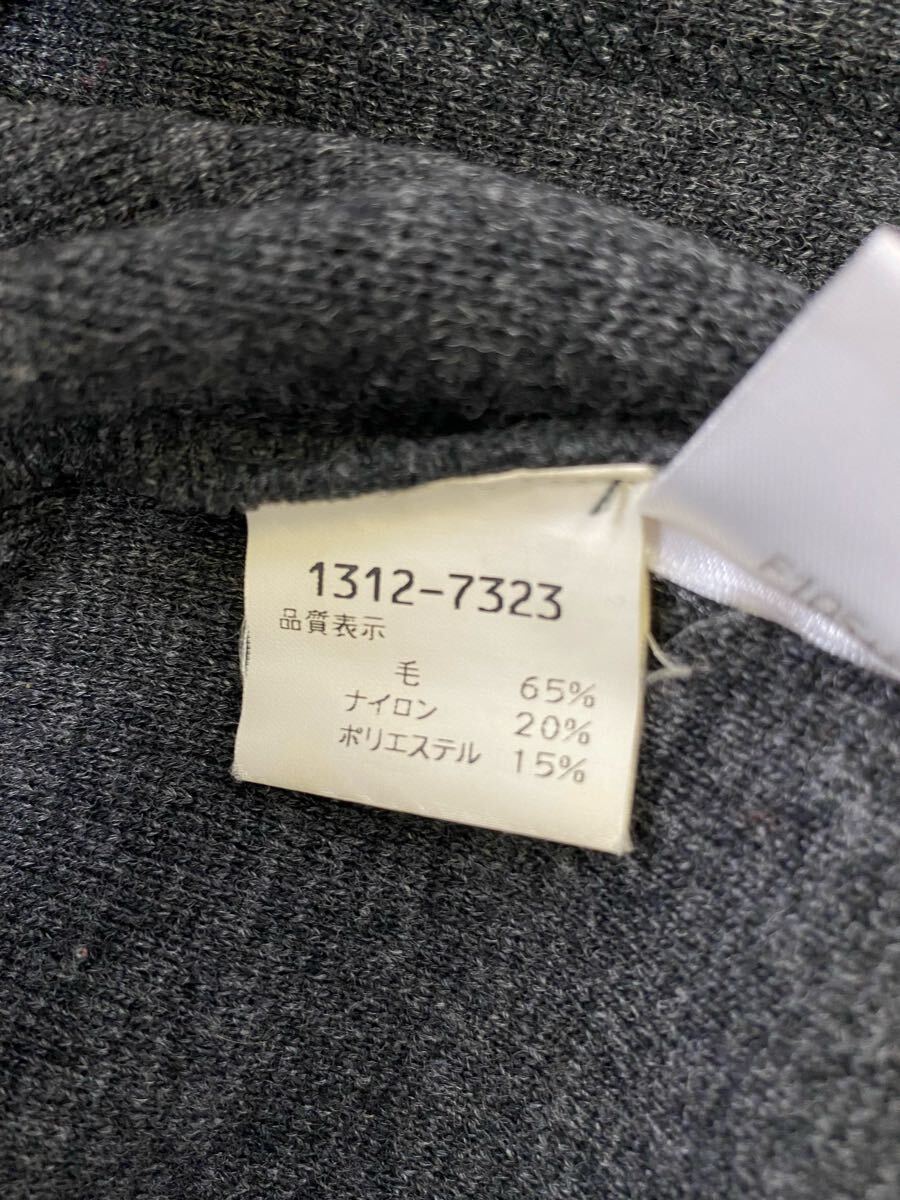 1312-7323
品質表示
毛 65%
ナイロン 20%
ポリエステル 15%